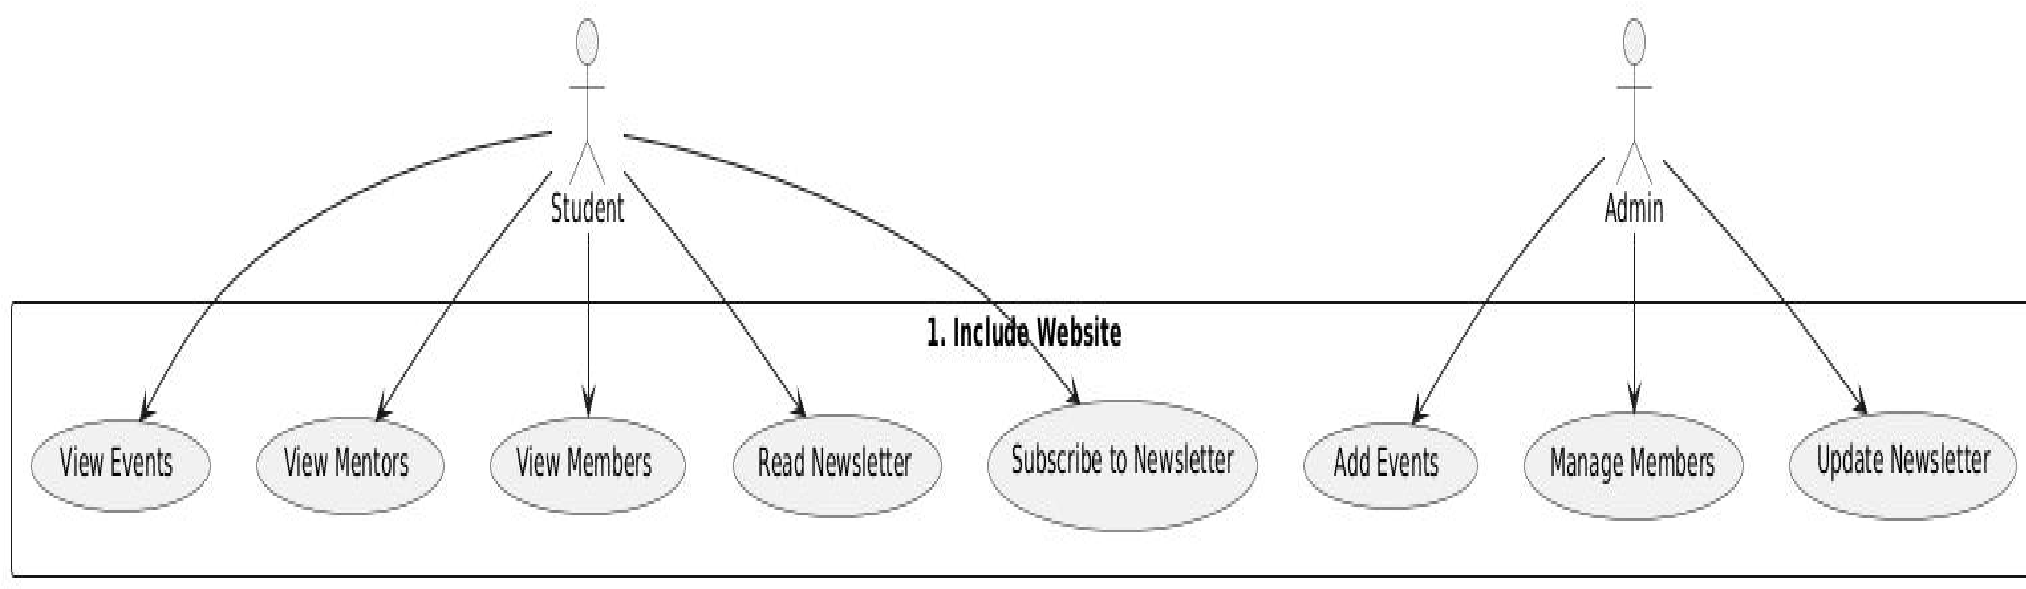 Student
Admin
1. Include Website
View Events
View Mentors
View Members
Read Newsletter
Subscribe to Newsletter
Add Events
Manage Members
Update Newsletter